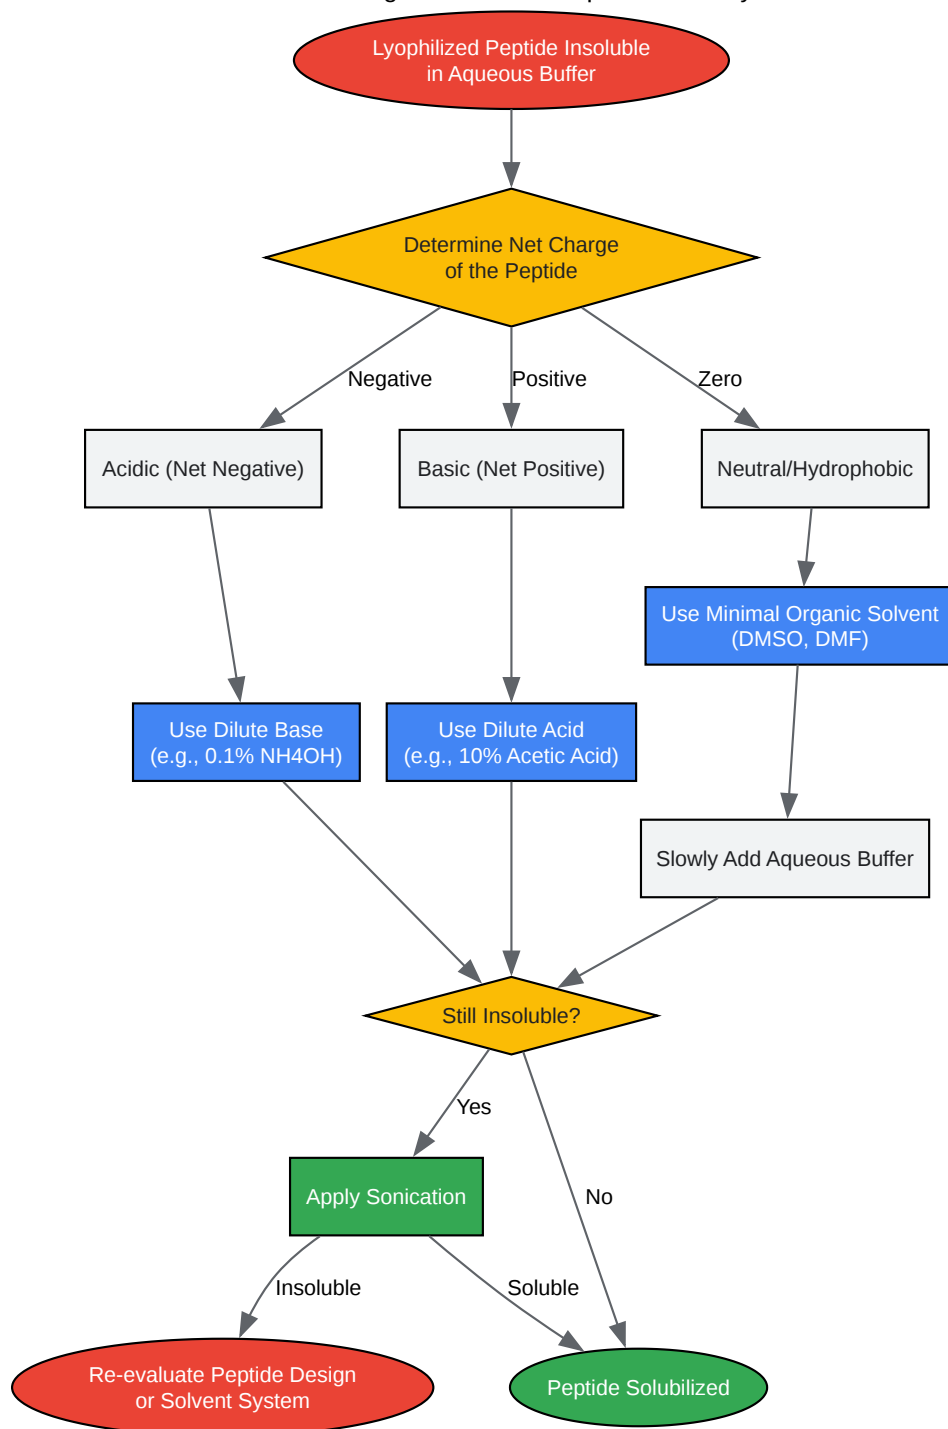 Lyophilized Peptide Insoluble
in Aqueous Buffer
Determine Net Charge
of the Peptide
Negative
Positive
Zero
Acidic (Net Negative)
Basic (Net Positive)
Neutral/Hydrophobic
Use Minimal Organic Solvent
(DMSO, DMF)
Use Dilute Base
(e.g., 0.1% NH4OH)
Use Dilute Acid
(e.g., 10% Acetic Acid)
Slowly Add Aqueous Buffer
Still Insoluble?
Yes
No
Apply Sonication
Insoluble
Soluble
Re-evaluate Peptide Design
or Solvent System
Peptide Solubilized